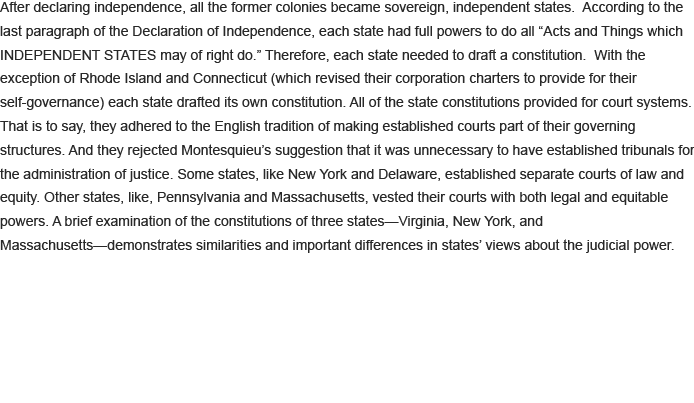 After declaring independence, all the former colonies became sovereign, independent states.  According to the
last paragraph of the Declaration of Independence, each state had full powers to do all “Acts and Things which
INDEPENDENT STATES may of right do.” Therefore, each state needed to draft a constitution.  With the
exception of Rhode Island and Connecticut (which revised their corporation charters to provide for their
self-governance) each state drafted its own constitution. All of the state constitutions provided for court systems.
That is to say, they adhered to the English tradition of making established courts part of their governing
structures. And they rejected Montesquieu’s suggestion that it was unnecessary to have established tribunals for
the administration of justice. Some states, like New York and Delaware, established separate courts of law and
equity. Other states, like, Pennsylvania and Massachusetts, vested their courts with both legal and equitable
powers. A brief examination of the constitutions of three states—Virginia, New York, and
Massachusetts—demonstrates similarities and important differences in states’ views about the judicial power.